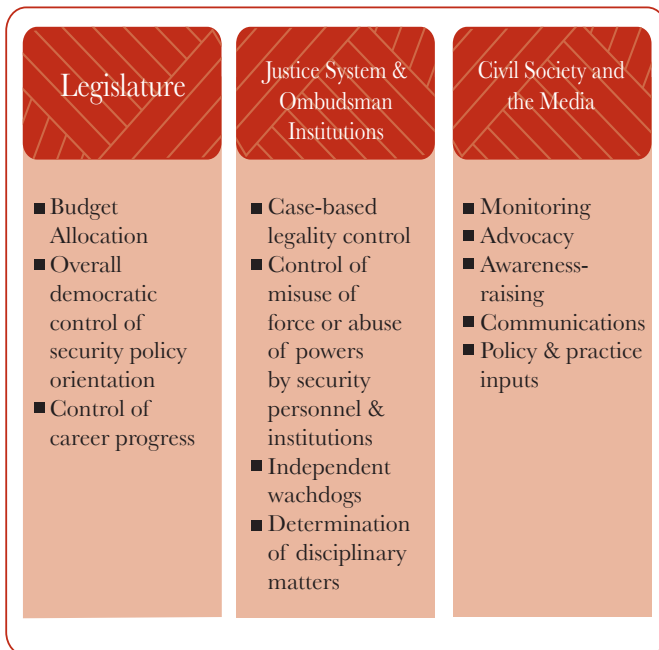 Legislature
■ Budget
Allocation
■ Overall
democratic
control of
security policy
orientation
■ Control of
career progress
Justice System &
Ombudsman
Institutions
■ Case-based
legality control
■ Control of
misuse of
force or abuse
of powers
by security
personnel &
institutions
■ Independent
wachdogs
■ Determination
of disciplinary
matters
Civil Society and
the Media
■ Monitoring
■ Advocacy
■ Awareness-
raising
■ Communications
■ Policy & practice
inputs